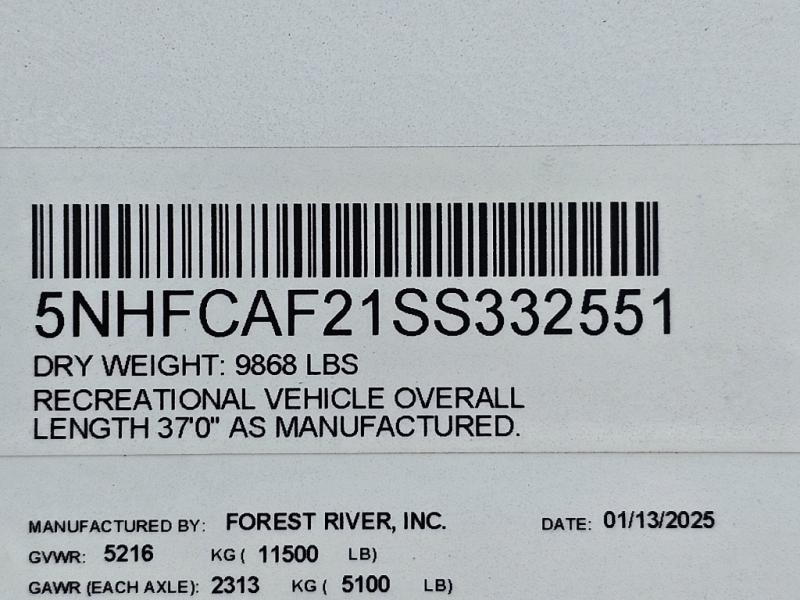 5NHFCAF21SS332551
DRY WEIGHT: 9868 LBS
RECREATIONAL VEHICLE OVERALL
LENGTH 37'0" AS MANUFACTURED.
MANUFACTURED BY: FOREST RIVER, INC. DATE: 01/13/2025
GVWR: 5216 KG ( 11500 LB)
GAWR (EACH AXLE): 2313 KG ( 5100 LB)